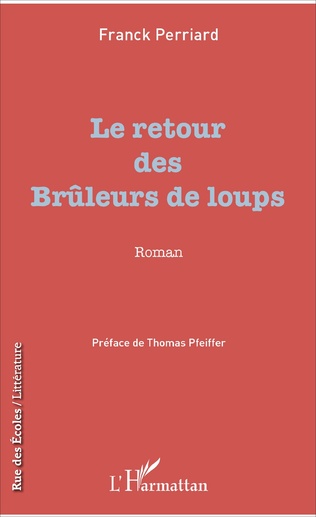 Franck Perriard
Le retour
des
Brûleurs de loups
Roman
Préface de Thomas Pfeiffer
Rue des Écoles / Littérature
L'Harmattan